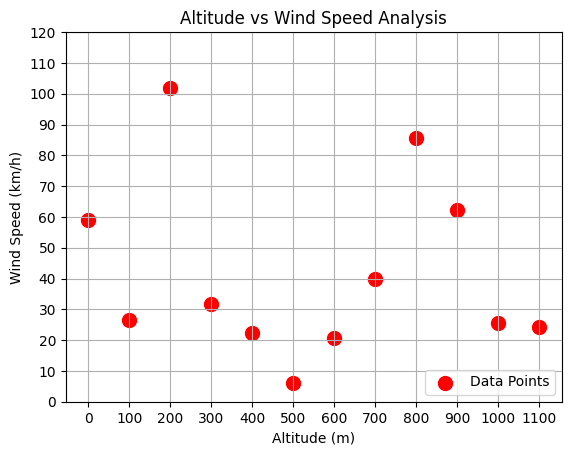 Altitude vs Wind Speed Analysis
120
110
100
90
80
70
60
50
40
30
20
10
0
Wind Speed (km/h)
Data Points
0 100 200 300 400 500 600 700 800 900 1000 1100
Altitude (m)